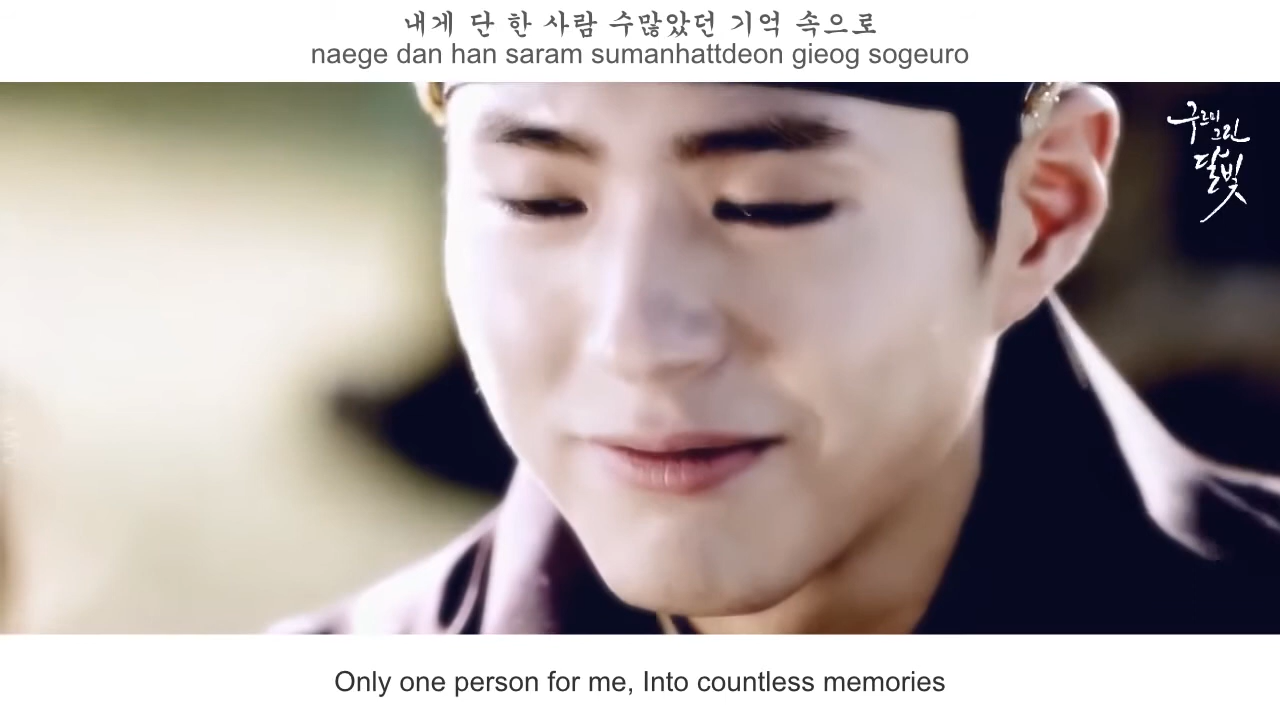 내게 단 한 사람 수많았던 기억 속으로
naege dan han saram sumanhattdeon gieog sogeuro
구르미
그린
달빛
Only one person for me, Into countless memories